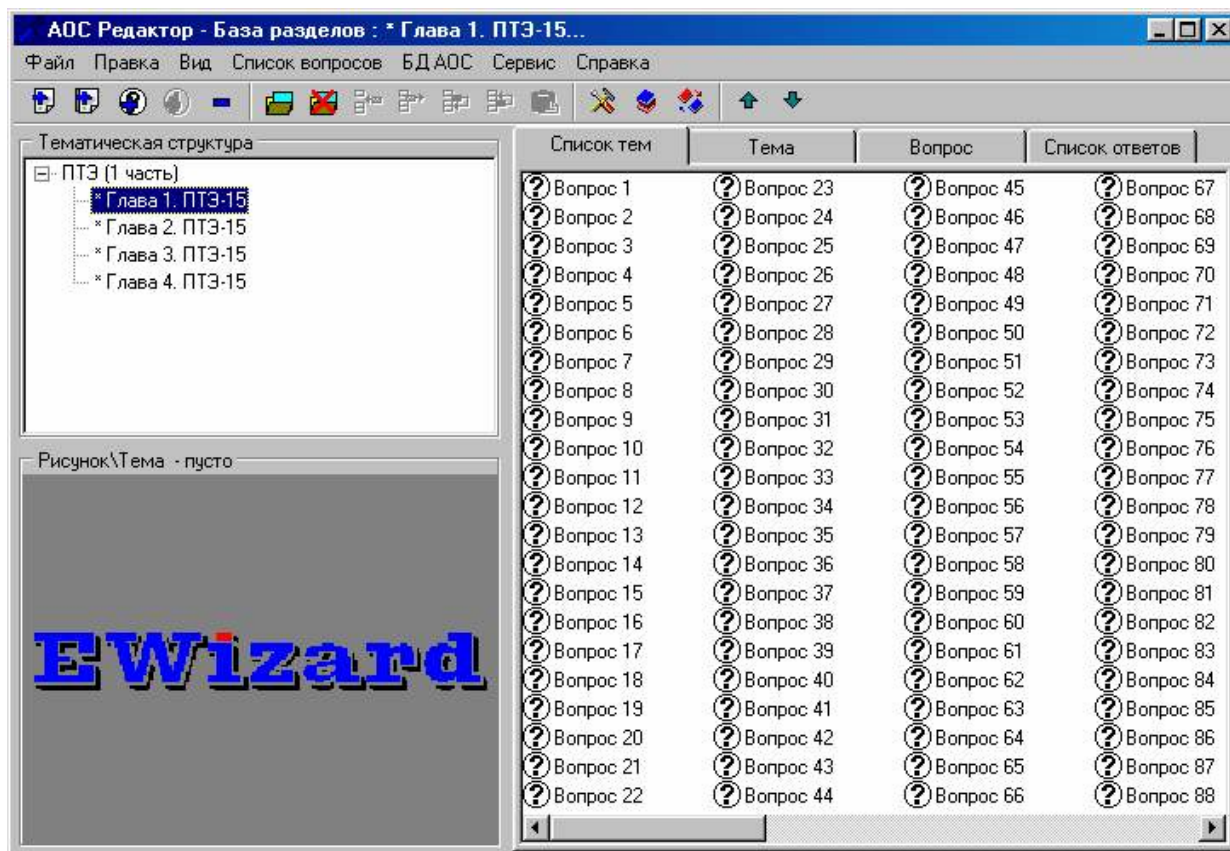 АОС Редактор - База разделов : * Глава 1. ПТЭ-15...
Файл Правка Вид Список вопросов БД АОС Сервис Справка
Тематическая структура
ПТЭ (1 часть)
* Глава 1. ПТЭ-15
* Глава 2. ПТЭ-15
* Глава 3. ПТЭ-15
* Глава 4. ПТЭ-15
Рисунок\Тема - пусто
EWizard
Список тем Тема Вопрос Список ответов
Вопрос 1 Вопрос 23 Вопрос 45 Вопрос 67
Вопрос 2 Вопрос 24 Вопрос 46 Вопрос 68
Вопрос 3 Вопрос 25 Вопрос 47 Вопрос 69
Вопрос 4 Вопрос 26 Вопрос 48 Вопрос 70
Вопрос 5 Вопрос 27 Вопрос 49 Вопрос 71
Вопрос 6 Вопрос 28 Вопрос 50 Вопрос 72
Вопрос 7 Вопрос 29 Вопрос 51 Вопрос 73
Вопрос 8 Вопрос 30 Вопрос 52 Вопрос 74
Вопрос 9 Вопрос 31 Вопрос 53 Вопрос 75
Вопрос 10 Вопрос 32 Вопрос 54 Вопрос 76
Вопрос 11 Вопрос 33 Вопрос 55 Вопрос 77
Вопрос 12 Вопрос 34 Вопрос 56 Вопрос 78
Вопрос 13 Вопрос 35 Вопрос 57 Вопрос 79
Вопрос 14 Вопрос 36 Вопрос 58 Вопрос 80
Вопрос 15 Вопрос 37 Вопрос 59 Вопрос 81
Вопрос 16 Вопрос 38 Вопрос 60 Вопрос 82
Вопрос 17 Вопрос 39 Вопрос 61 Вопрос 83
Вопрос 18 Вопрос 40 Вопрос 62 Вопрос 84
Вопрос 19 Вопрос 41 Вопрос 63 Вопрос 85
Вопрос 20 Вопрос 42 Вопрос 64 Вопрос 86
Вопрос 21 Вопрос 43 Вопрос 65 Вопрос 87
Вопрос 22 Вопрос 44 Вопрос 66 Вопрос 88